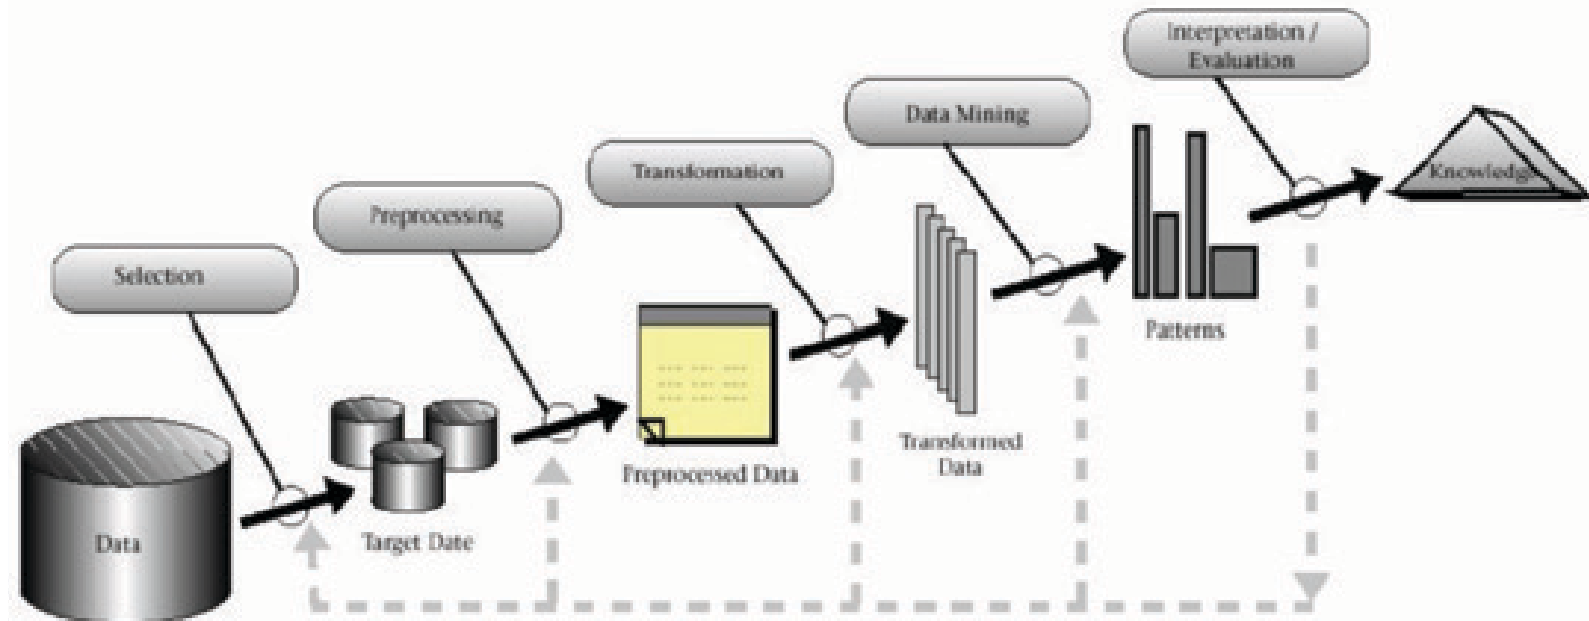 Interpretation /
Evaluation
Data Mining
Transformation
Preprocessing
Selection
Knowledge
Patterns
Transformed
Data
Preprocessed Data
Target Date
Data